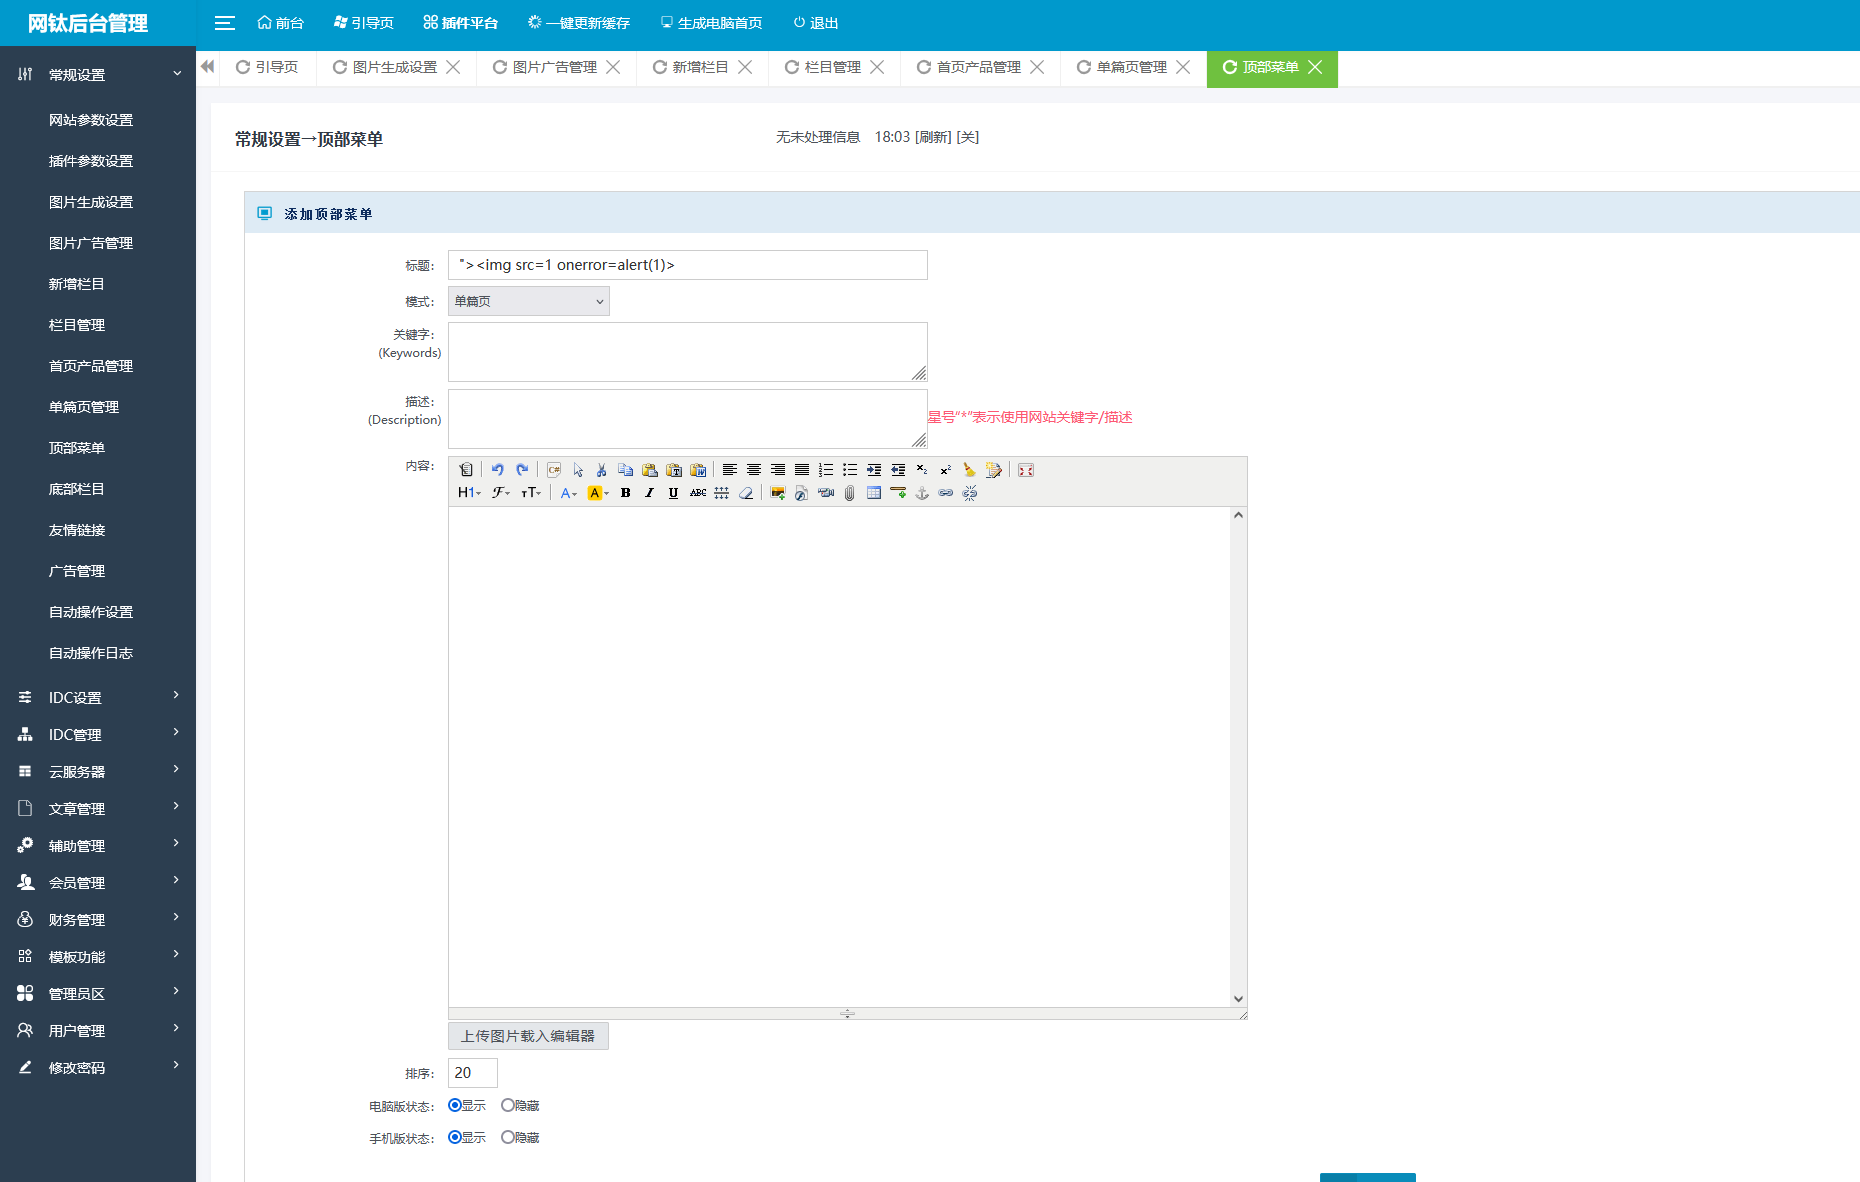 网钛后台管理
前台 引导页 插件平台 一键更新缓存 生成电脑首页 退出
引导页 图片生成设置 图片广告管理 新增栏目 栏目管理 首页产品管理 单篇页管理 顶部菜单
常规设置
网站参数设置
插件参数设置
图片生成设置
图片广告管理
新增栏目
栏目管理
首页产品管理
单篇页管理
顶部菜单
底部栏目
友情链接
广告管理
自动操作设置
自动操作日志
IDC设置
IDC管理
云服务器
文章管理
辅助管理
会员管理
财务管理
模板功能
管理员区
用户管理
修改密码
常规设置→顶部菜单
无未处理信息 18:03 [刷新] [关]
添加顶部菜单
标题： "><img src=1 onerror=alert(1)>
模式： 单篇页
关键字：
(Keywords)
描述：
(Description)
星号“*”表示使用网站关键字/描述
内容：
上传图片载入编辑器
排序： 20
电脑版状态： 显示 隐藏
手机版状态： 显示 隐藏